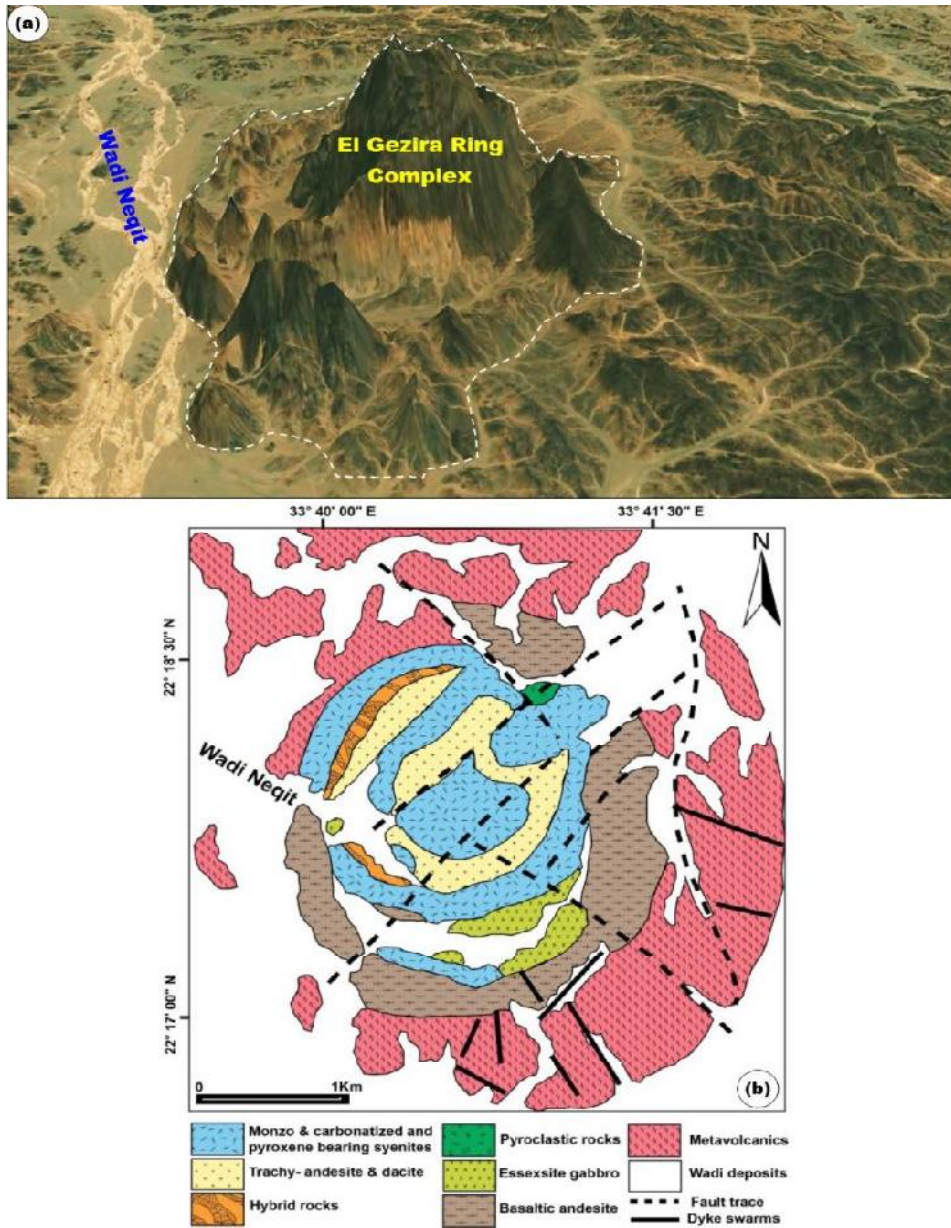 (a)
El Gezira Ring
Complex
Wadi Neqit
33° 40' 00" E
33° 41' 30" E
N
22° 18' 30" N
Wadi Neqit
22° 17' 00" N
0
1Km
(b)
Monzo & carbonatized and
pyroxene bearing syenites
Pyroclastic rocks
Metavolcanics
Trachy- andesite & dacite
Essexsite gabbro
Wadi deposits
Hybrid rocks
Basaltic andesite
Fault trace
Dyke swarms